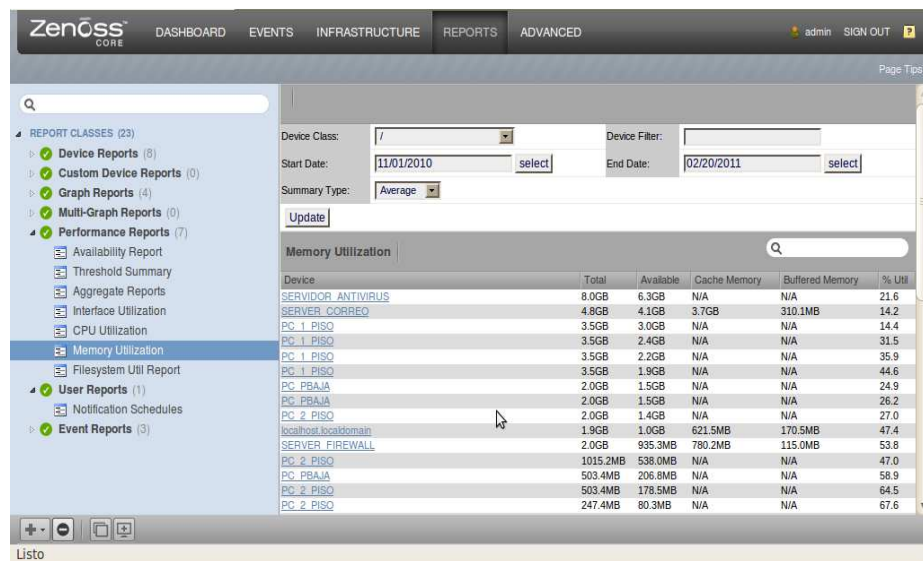 Zenöss CORE DASHBOARD EVENTS INFRASTRUCTURE REPORTS ADVANCED admin SIGN OUT ?
Page Tips
REPORT CLASSES (23)
Device Reports (8)
Custom Device Reports (0)
Graph Reports (4)
Multi-Graph Reports (0)
Performance Reports (7)
Availability Report
Threshold Summary
Aggregate Reports
Interface Utilization
CPU Utilization
Memory Utilization
Filesystem Util Report
User Reports (1)
Notification Schedules
Event Reports (3)
Device Class: / Device Filter:
Start Date: 11/01/2010 select End Date: 02/20/2011 select
Summary Type: Average
Update
Memory Utilization
Device Total Available Cache Memory Buffered Memory % Util
SERVIDOR_ANTIVIRUS 8.0GB 6.3GB N/A N/A 21.6
SERVER_CORREO 4.8GB 4.1GB 3.7GB 310.1MB 14.2
PC_1_PISO 3.5GB 3.0GB N/A N/A 14.4
PC_1_PISO 3.5GB 2.4GB N/A N/A 31.5
PC_1_PISO 3.5GB 2.2GB N/A N/A 35.9
PC_1_PISO 3.5GB 1.9GB N/A N/A 44.6
PC_PBAJA 2.0GB 1.5GB N/A N/A 24.9
PC_PBAJA 2.0GB 1.5GB N/A N/A 26.2
PC_2_PISO 2.0GB 1.4GB N/A N/A 27.0
localhost.localdomain 1.9GB 1.0GB 621.5MB 170.5MB 47.4
SERVER_FIREWALL 2.0GB 935.3MB 780.2MB 115.0MB 53.8
PC_2_PISO 1015.2MB 538.0MB N/A N/A 47.0
PC_PBAJA 503.4MB 206.8MB N/A N/A 58.9
PC_2_PISO 503.4MB 178.5MB N/A N/A 64.5
PC_2_PISO 247.4MB 80.3MB N/A N/A 67.6
Listo